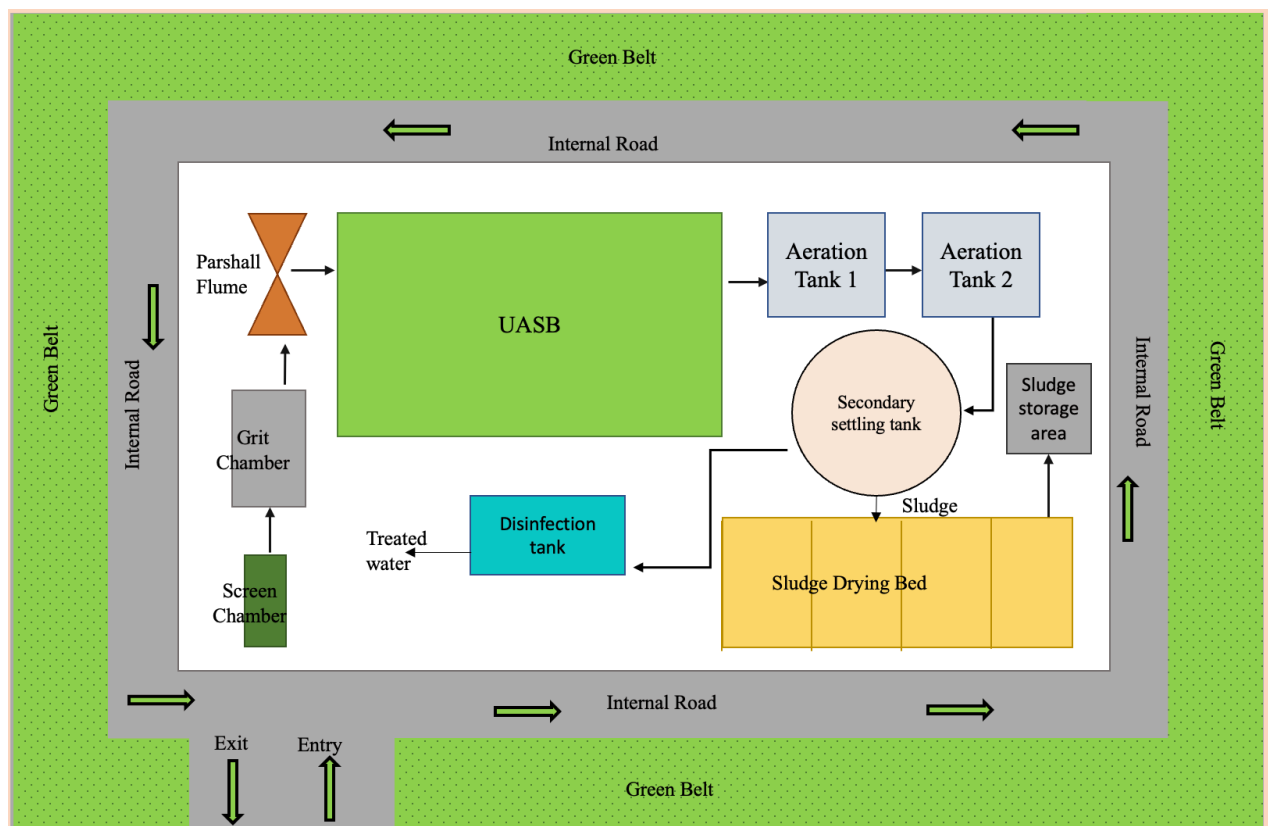 Green Belt
Internal Road
Parshall
Flume
UASB
Aeration
Tank 1
Aeration
Tank 2
Green Belt
Internal Road
Grit
Chamber
Secondary
settling tank
Sludge
storage
area
Internal Road
Green Belt
Sludge
Disinfection
tank
Treated
water
Screen
Chamber
Sludge Drying Bed
Internal Road
Exit
Entry
Green Belt